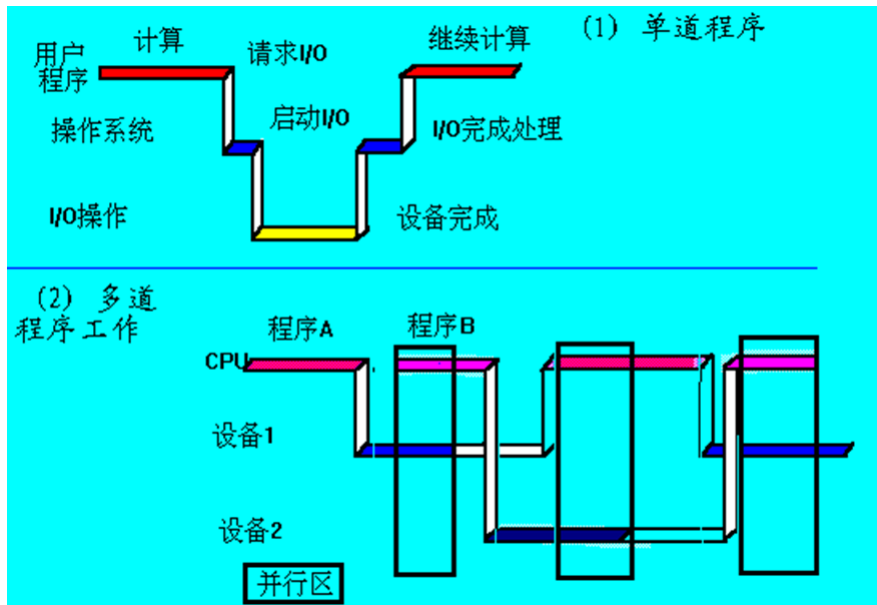 (1) 单道程序
计算
请求I/O
继续计算
用户
程序
操作系统
启动I/O
I/O完成处理
I/O操作
设备完成
(2) 多道
程序工作
程序A
程序B
CPU
设备1
设备2
并行区